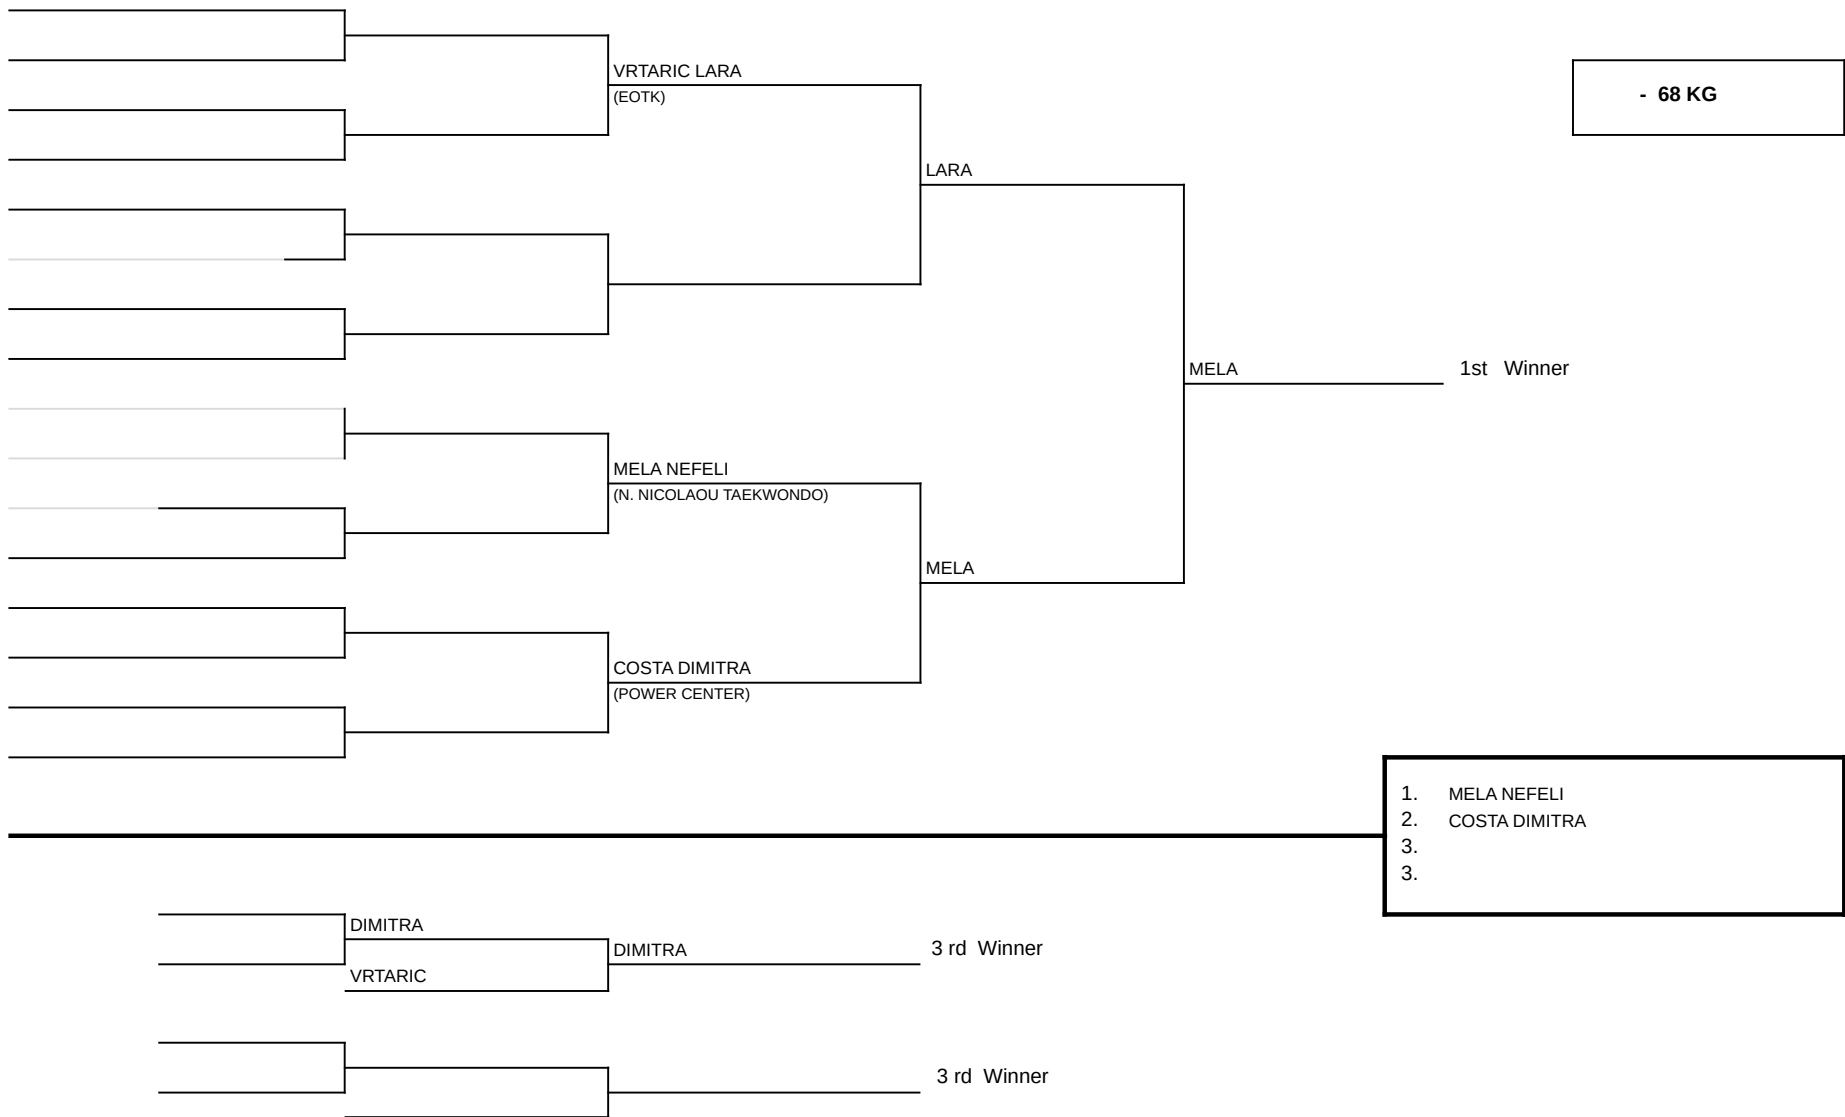 VRTARIC LARA
(EOTK)
- 68 KG
LARA
MELA
1st Winner
MELA NEFELI
(N. NICOLAOU TAEKWONDO)
MELA
COSTA DIMITRA
(POWER CENTER)
1. MELA NEFELI
2. COSTA DIMITRA
3.
3.
DIMITRA
DIMITRA
3 rd Winner
VRTARIC
3 rd Winner